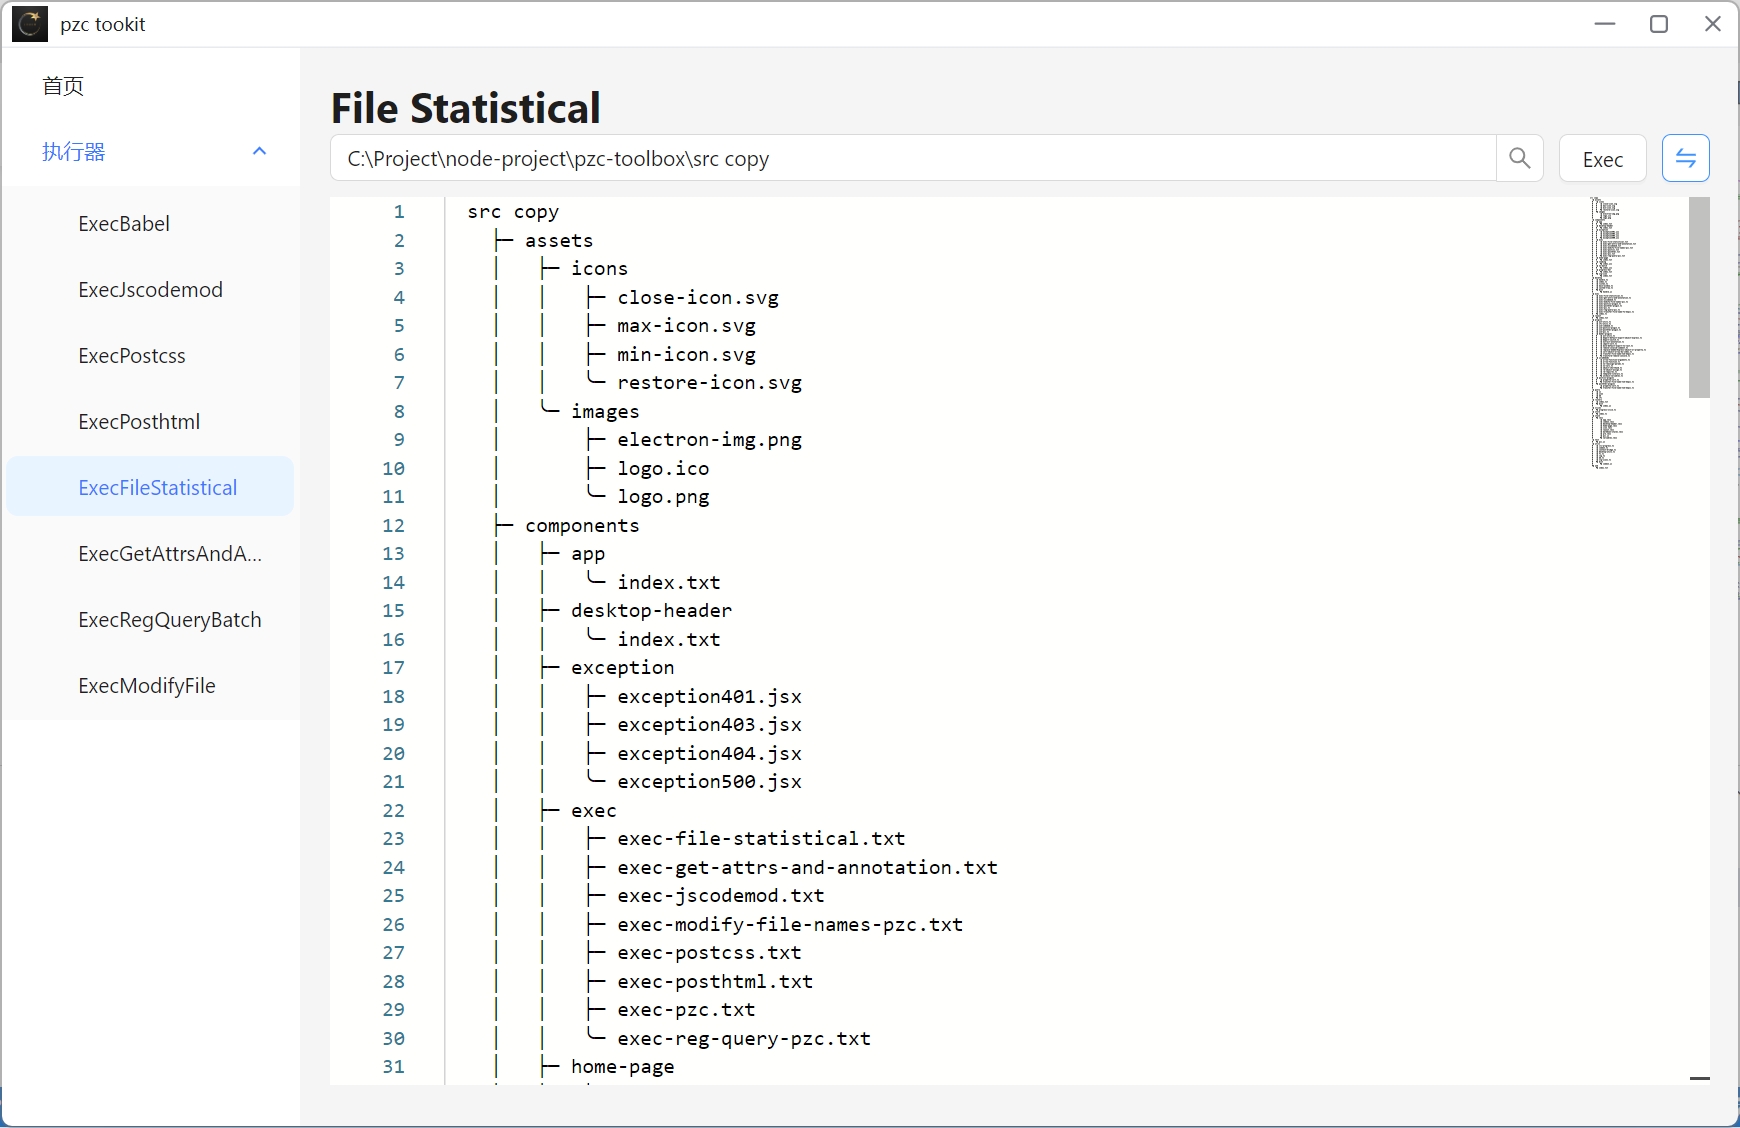 pzc tookit
首页
执行器
ExecBabel
ExecJscodemod
ExecPostcss
ExecPosthtml
ExecFileStatistical
ExecGetAttrsAndA...
ExecRegQueryBatch
ExecModifyFile
File Statistical
C:\Project\node-project\pzc-toolbox\src copy
Exec
1 src copy
2 ├─ assets
3 │ ├─ icons
4 │ │ ├─ close-icon.svg
5 │ │ ├─ max-icon.svg
6 │ │ ├─ min-icon.svg
7 │ │ ╰─ restore-icon.svg
8 │ ╰─ images
9 │ ├─ electron-img.png
10 │ ├─ logo.ico
11 │ ╰─ logo.png
12 ├─ components
13 │ ├─ app
14 │ │ ╰─ index.txt
15 │ ├─ desktop-header
16 │ │ ╰─ index.txt
17 │ ├─ exception
18 │ │ ├─ exception401.jsx
19 │ │ ├─ exception403.jsx
20 │ │ ├─ exception404.jsx
21 │ │ ╰─ exception500.jsx
22 │ ├─ exec
23 │ │ ├─ exec-file-statistical.txt
24 │ │ ├─ exec-get-attrs-and-annotation.txt
25 │ │ ├─ exec-jscodemod.txt
26 │ │ ├─ exec-modify-file-names-pzc.txt
27 │ │ ├─ exec-postcss.txt
28 │ │ ├─ exec-posthtml.txt
29 │ │ ├─ exec-pzc.txt
30 │ │ ╰─ exec-reg-query-pzc.txt
31 │ ├─ home-page